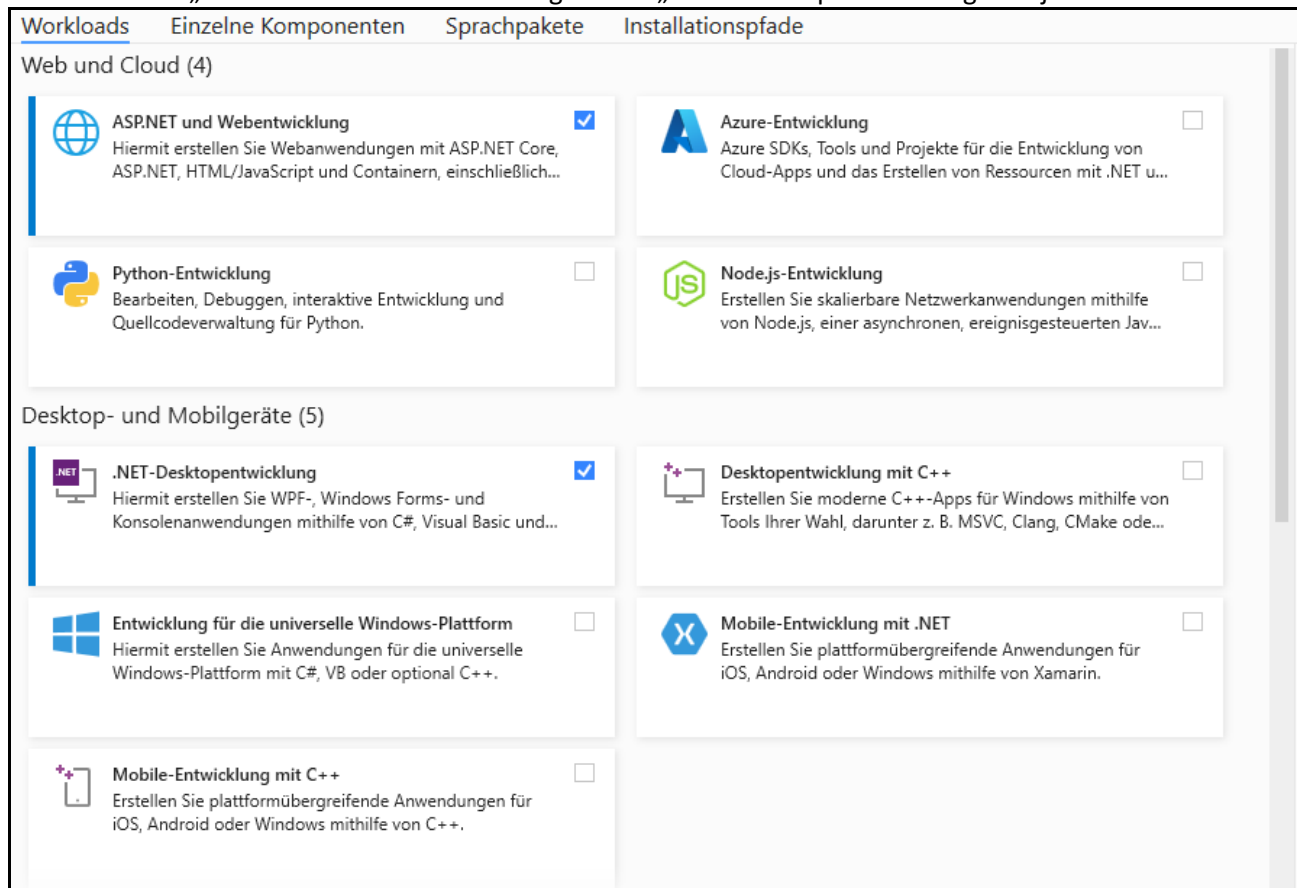 Workloads Einzelne Komponenten Sprachpakete Installationspfade
Web und Cloud (4)
ASP.NET und Webentwicklung
Hiermit erstellen Sie Webanwendungen mit ASP.NET Core,
ASP.NET, HTML/JavaScript und Containern, einschließlich...
Azure-Entwicklung
Azure SDKs, Tools und Projekte für die Entwicklung von
Cloud-Apps und das Erstellen von Ressourcen mit .NET u...
Python-Entwicklung
Bearbeiten, Debuggen, interaktive Entwicklung und
Quellcodeverwaltung für Python.
JS
Node.js-Entwicklung
Erstellen Sie skalierbare Netzwerkanwendungen mithilfe
von Node.js, einer asynchronen, ereignisgesteuerten Jav...
Desktop- und Mobilgeräte (5)
.NET
.NET-Desktopentwicklung
Hiermit erstellen Sie WPF-, Windows Forms- und
Konsolenanwendungen mithilfe von C#, Visual Basic und...
++
Desktopentwicklung mit C++
Erstellen Sie moderne C++-Apps für Windows mithilfe von
Tools Ihrer Wahl, darunter z. B. MSVC, Clang, CMake ode...
Entwicklung für die universelle Windows-Plattform
Hiermit erstellen Sie Anwendungen für die universelle
Windows-Plattform mit C#, VB oder optional C++.
Mobile-Entwicklung mit .NET
Erstellen Sie plattformübergreifende Anwendungen für
iOS, Android oder Windows mithilfe von Xamarin.
++
Mobile-Entwicklung mit C++
Erstellen Sie plattformübergreifende Anwendungen für
iOS, Android oder Windows mithilfe von C++.